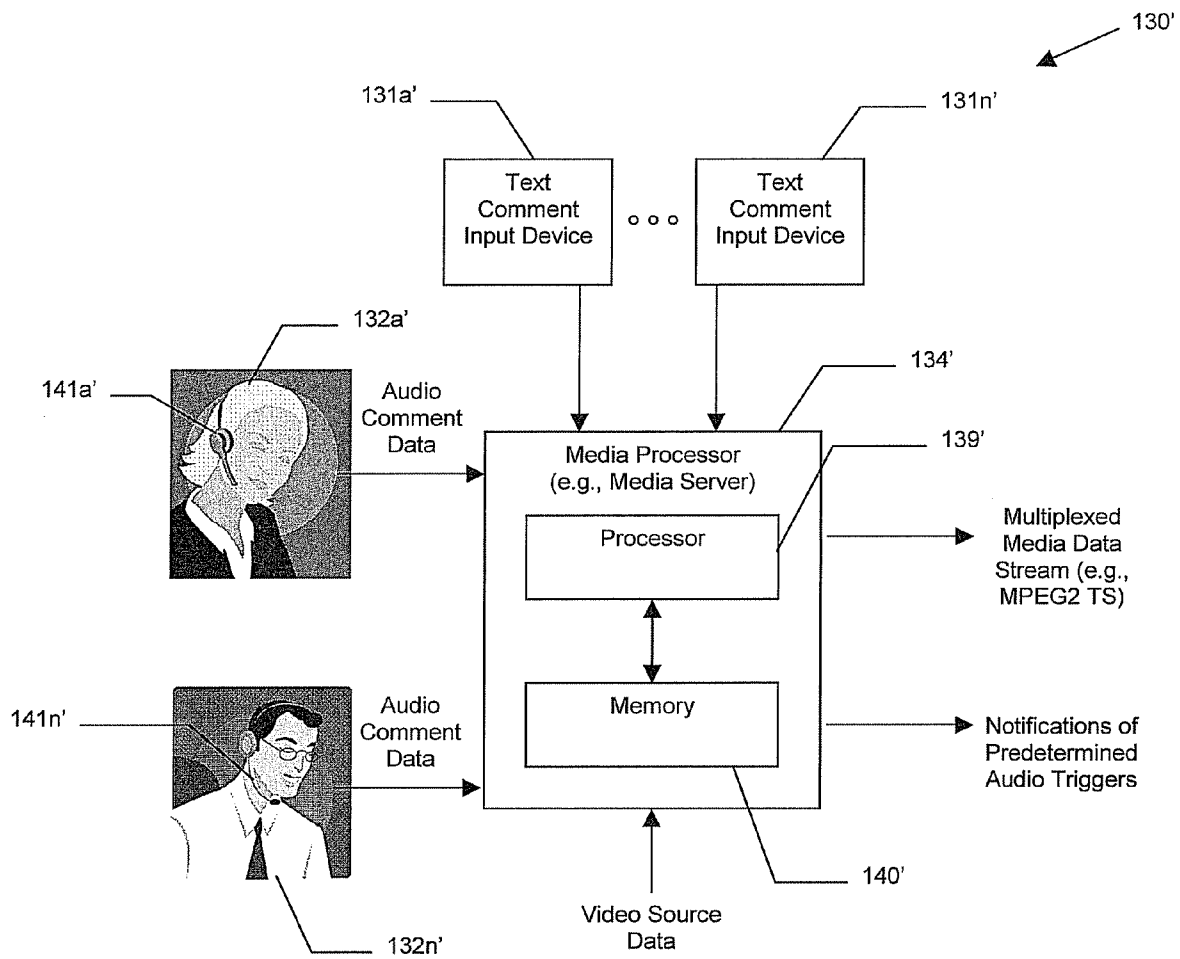 130'
131a'
131n'
Text
Comment
Input Device
Text
Comment
Input Device
132a'
134'
141a'
Audio
Comment
Data
139'
Media Processor
(e.g., Media Server)
Processor
Multiplexed
Media Data
Stream (e.g.,
MPEG2 TS)
141n'
Audio
Comment
Data
Memory
Notifications of
Predetermined
Audio Triggers
140'
Video Source
Data
132n'